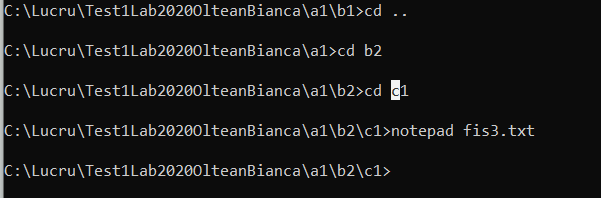 C:\Lucru\Test1Lab2020OlteanBianca\a1\b1>cd ..
C:\Lucru\Test1Lab2020OlteanBianca\a1>cd b2
C:\Lucru\Test1Lab2020OlteanBianca\a1\b2>cd c1
C:\Lucru\Test1Lab2020OlteanBianca\a1\b2\c1>notepad fis3.txt
C:\Lucru\Test1Lab2020OlteanBianca\a1\b2\c1>